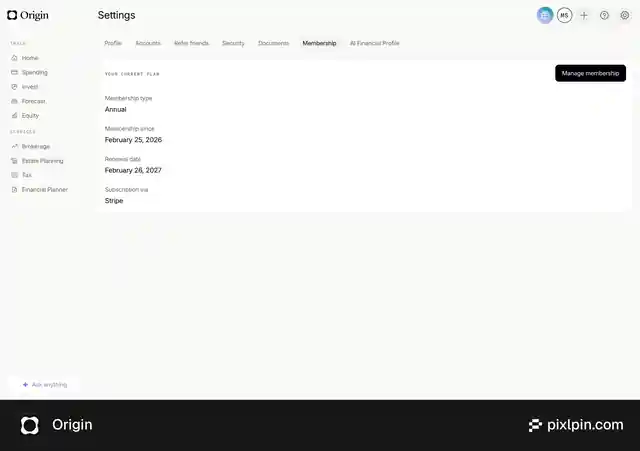 Origin
Settings
MS
TOOLS
Home
Spending
Invest
Forecast
Equity
SERVICES
Brokerage
Estate Planning
Tax
Financial Planner
Profile
Accounts
Refer friends
Security
Documents
Membership
AI Financial Profile
YOUR CURRENT PLAN
Manage membership
Membership type
Annual
Membership since
February 25, 2026
Renewal date
February 26, 2027
Subscription via
Stripe
Ask anything
Origin
pixlpin.com